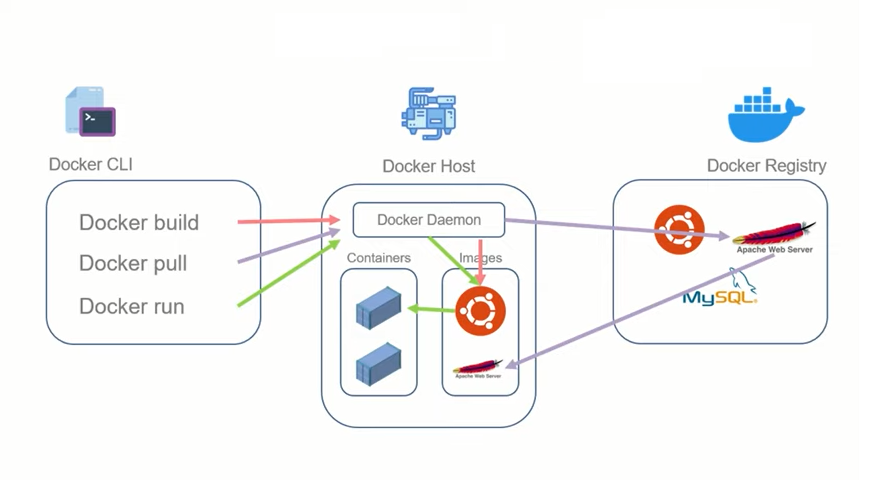 Docker CLI
Docker build
Docker pull
Docker run
Docker Host
Docker Daemon
Containers
Images
Apache Web Server
Docker Registry
Apache Web Server
MySQL®